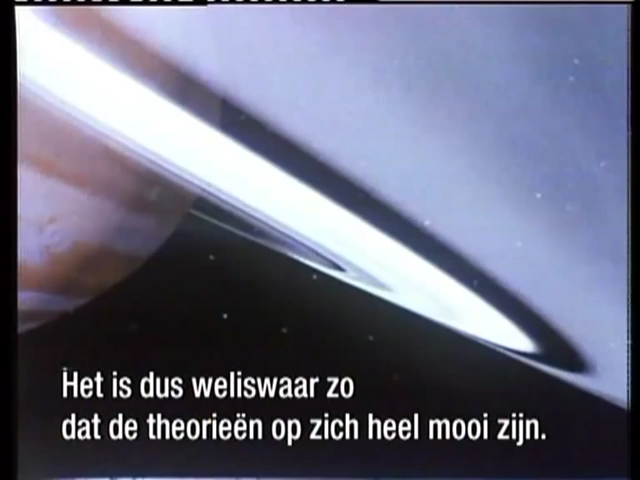 Het is dus weliswaar zo
dat de theorieën op zich heel mooi zijn.